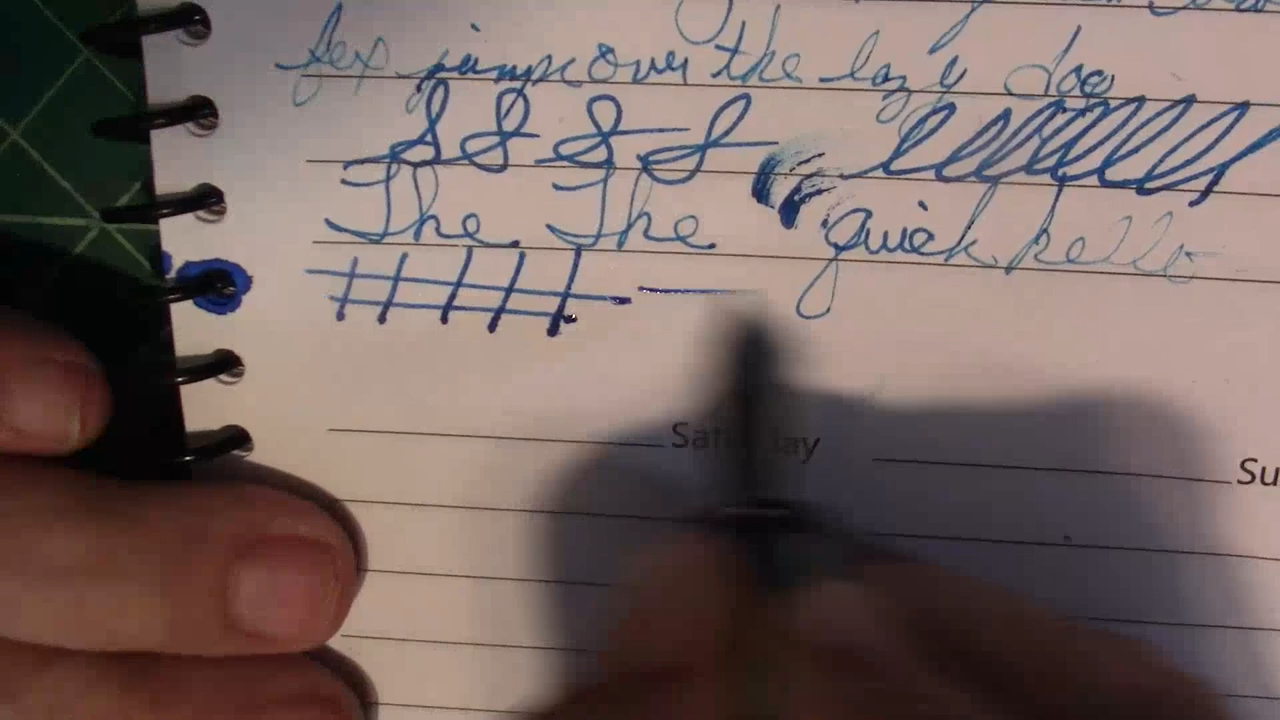 fox jumps over the lazy dog
S S S S
The The quick hello
Saturday Su